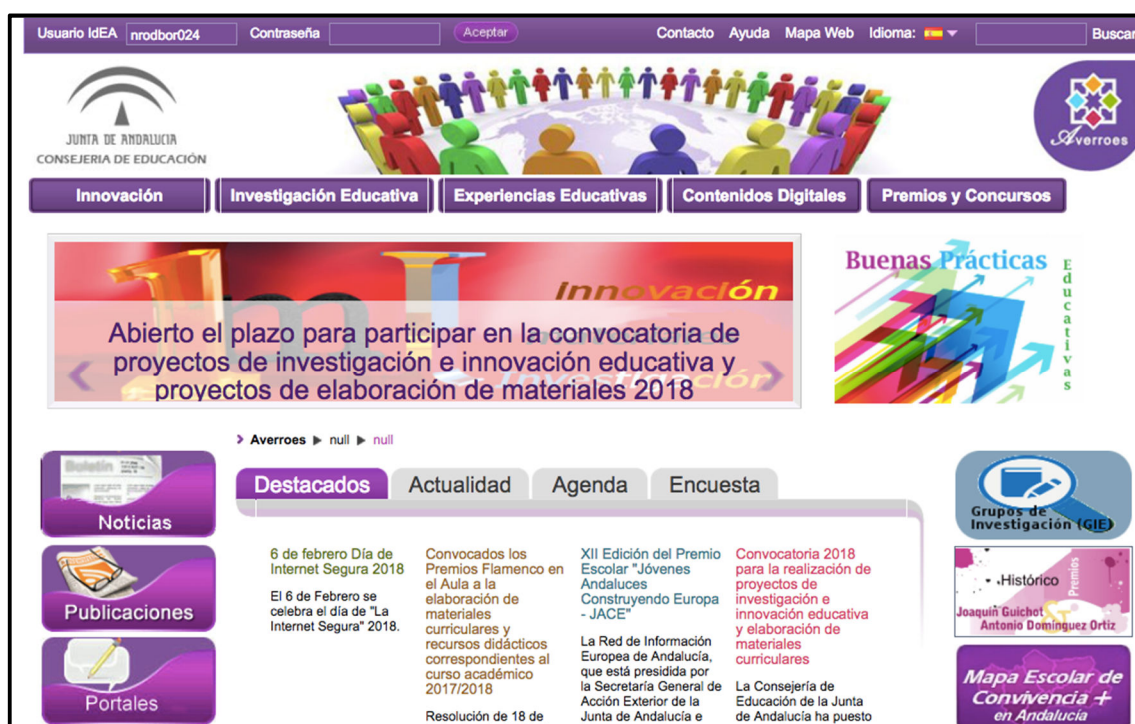 Usuario IdEA nrodbor024 Contraseña Aceptar Contacto Ayuda Mapa Web Idioma: Buscar
JUNTA DE ANDALUCIA
CONSEJERIA DE EDUCACIÓN
Averroes
Innovación Investigación Educativa Experiencias Educativas Contenidos Digitales Premios y Concursos
Innovación
Abierto el plazo para participar en la convocatoria de
proyectos de investigación e innovación educativa y
proyectos de elaboración de materiales 2018
Investigación
Buenas Prácticas
Educativas
Averroes null null
Boletín
Noticias
Publicaciones
Portales
Destacados Actualidad Agenda Encuesta
6 de febrero Día de
Internet Segura 2018
El 6 de Febrero se
celebra el día de "La
Internet Segura" 2018.
Convocados los
Premios Flamenco en
el Aula a la
elaboración de
materiales
curriculares y
recursos didácticos
correspondientes al
curso académico
2017/2018
Resolución de 18 de
XII Edición del Premio
Escolar "Jóvenes
Andaluces
Construyendo Europa
- JACE"
La Red de Información
Europea de Andalucía,
que está presidida por
la Secretaría General de
Acción Exterior de la
Junta de Andalucía e
Convocatoria 2018
para la realización de
proyectos de
investigación e
innovación educativa
y elaboración de
materiales
curriculares
La Consejería de
Educación de la Junta
de Andalucía ha puesto
Grupos de
Investigación (GIE)
Histórico
Premios
Joaquín Guichot
&
Antonio Domínguez Ortiz
Mapa Escolar de
Convivencia +
en Andalucía